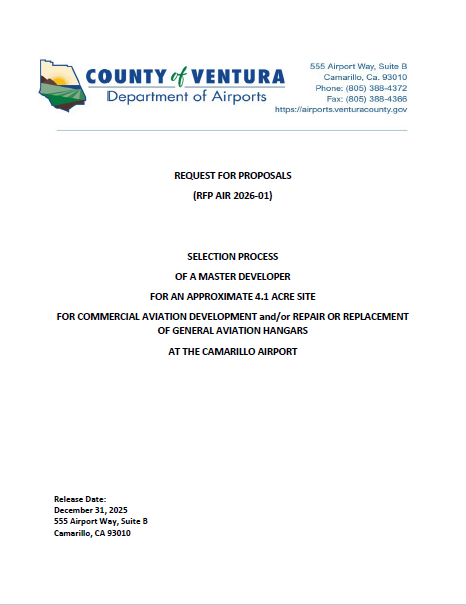 COUNTY of VENTURA
Department of Airports
555 Airport Way, Suite B
Camarillo, Ca. 93010
Phone: (805) 388-4372
Fax: (805) 388-4366
https://airports.venturacounty.gov
REQUEST FOR PROPOSALS
(RFP AIR 2026-01)
SELECTION PROCESS
OF A MASTER DEVELOPER
FOR AN APPROXIMATE 4.1 ACRE SITE
FOR COMMERCIAL AVIATION DEVELOPMENT and/or REPAIR OR REPLACEMENT
OF GENERAL AVIATION HANGARS
AT THE CAMARILLO AIRPORT
Release Date:
December 31, 2025
555 Airport Way, Suite B
Camarillo, CA 93010